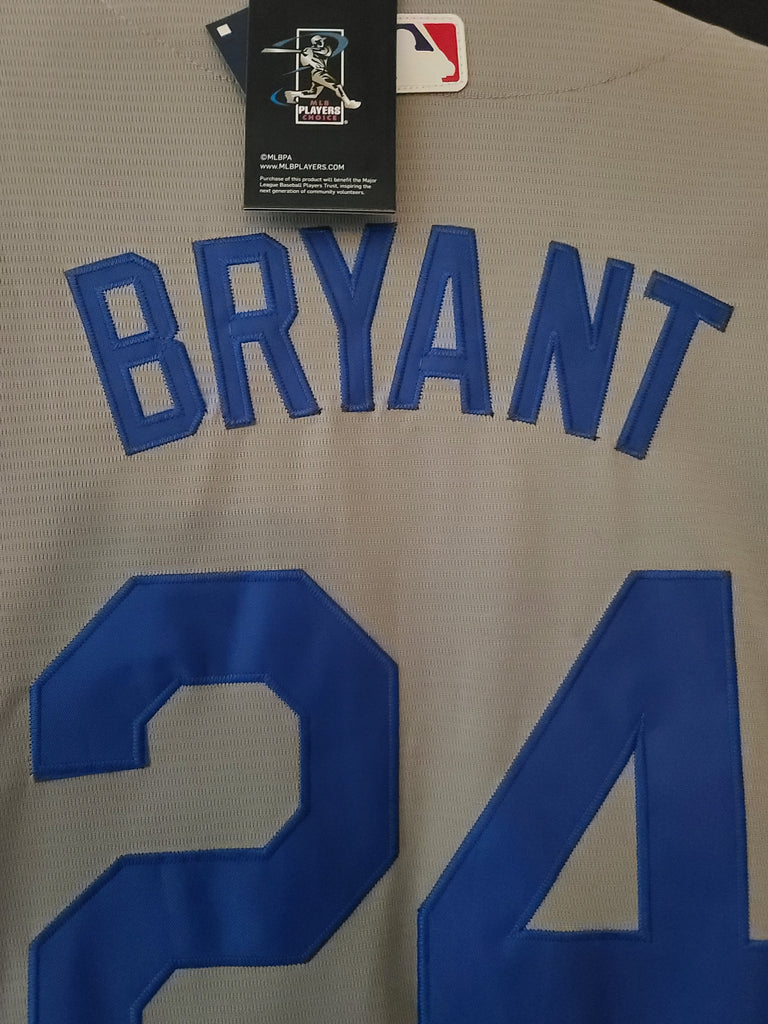 MLB
PLAYERS
CHOICE
®
©MLBPA
www.MLBPLAYERS.COM
Purchase of this product will benefit the Major
League Baseball Players Trust, inspiring the
next generation of community volunteers.
BRYANT
24